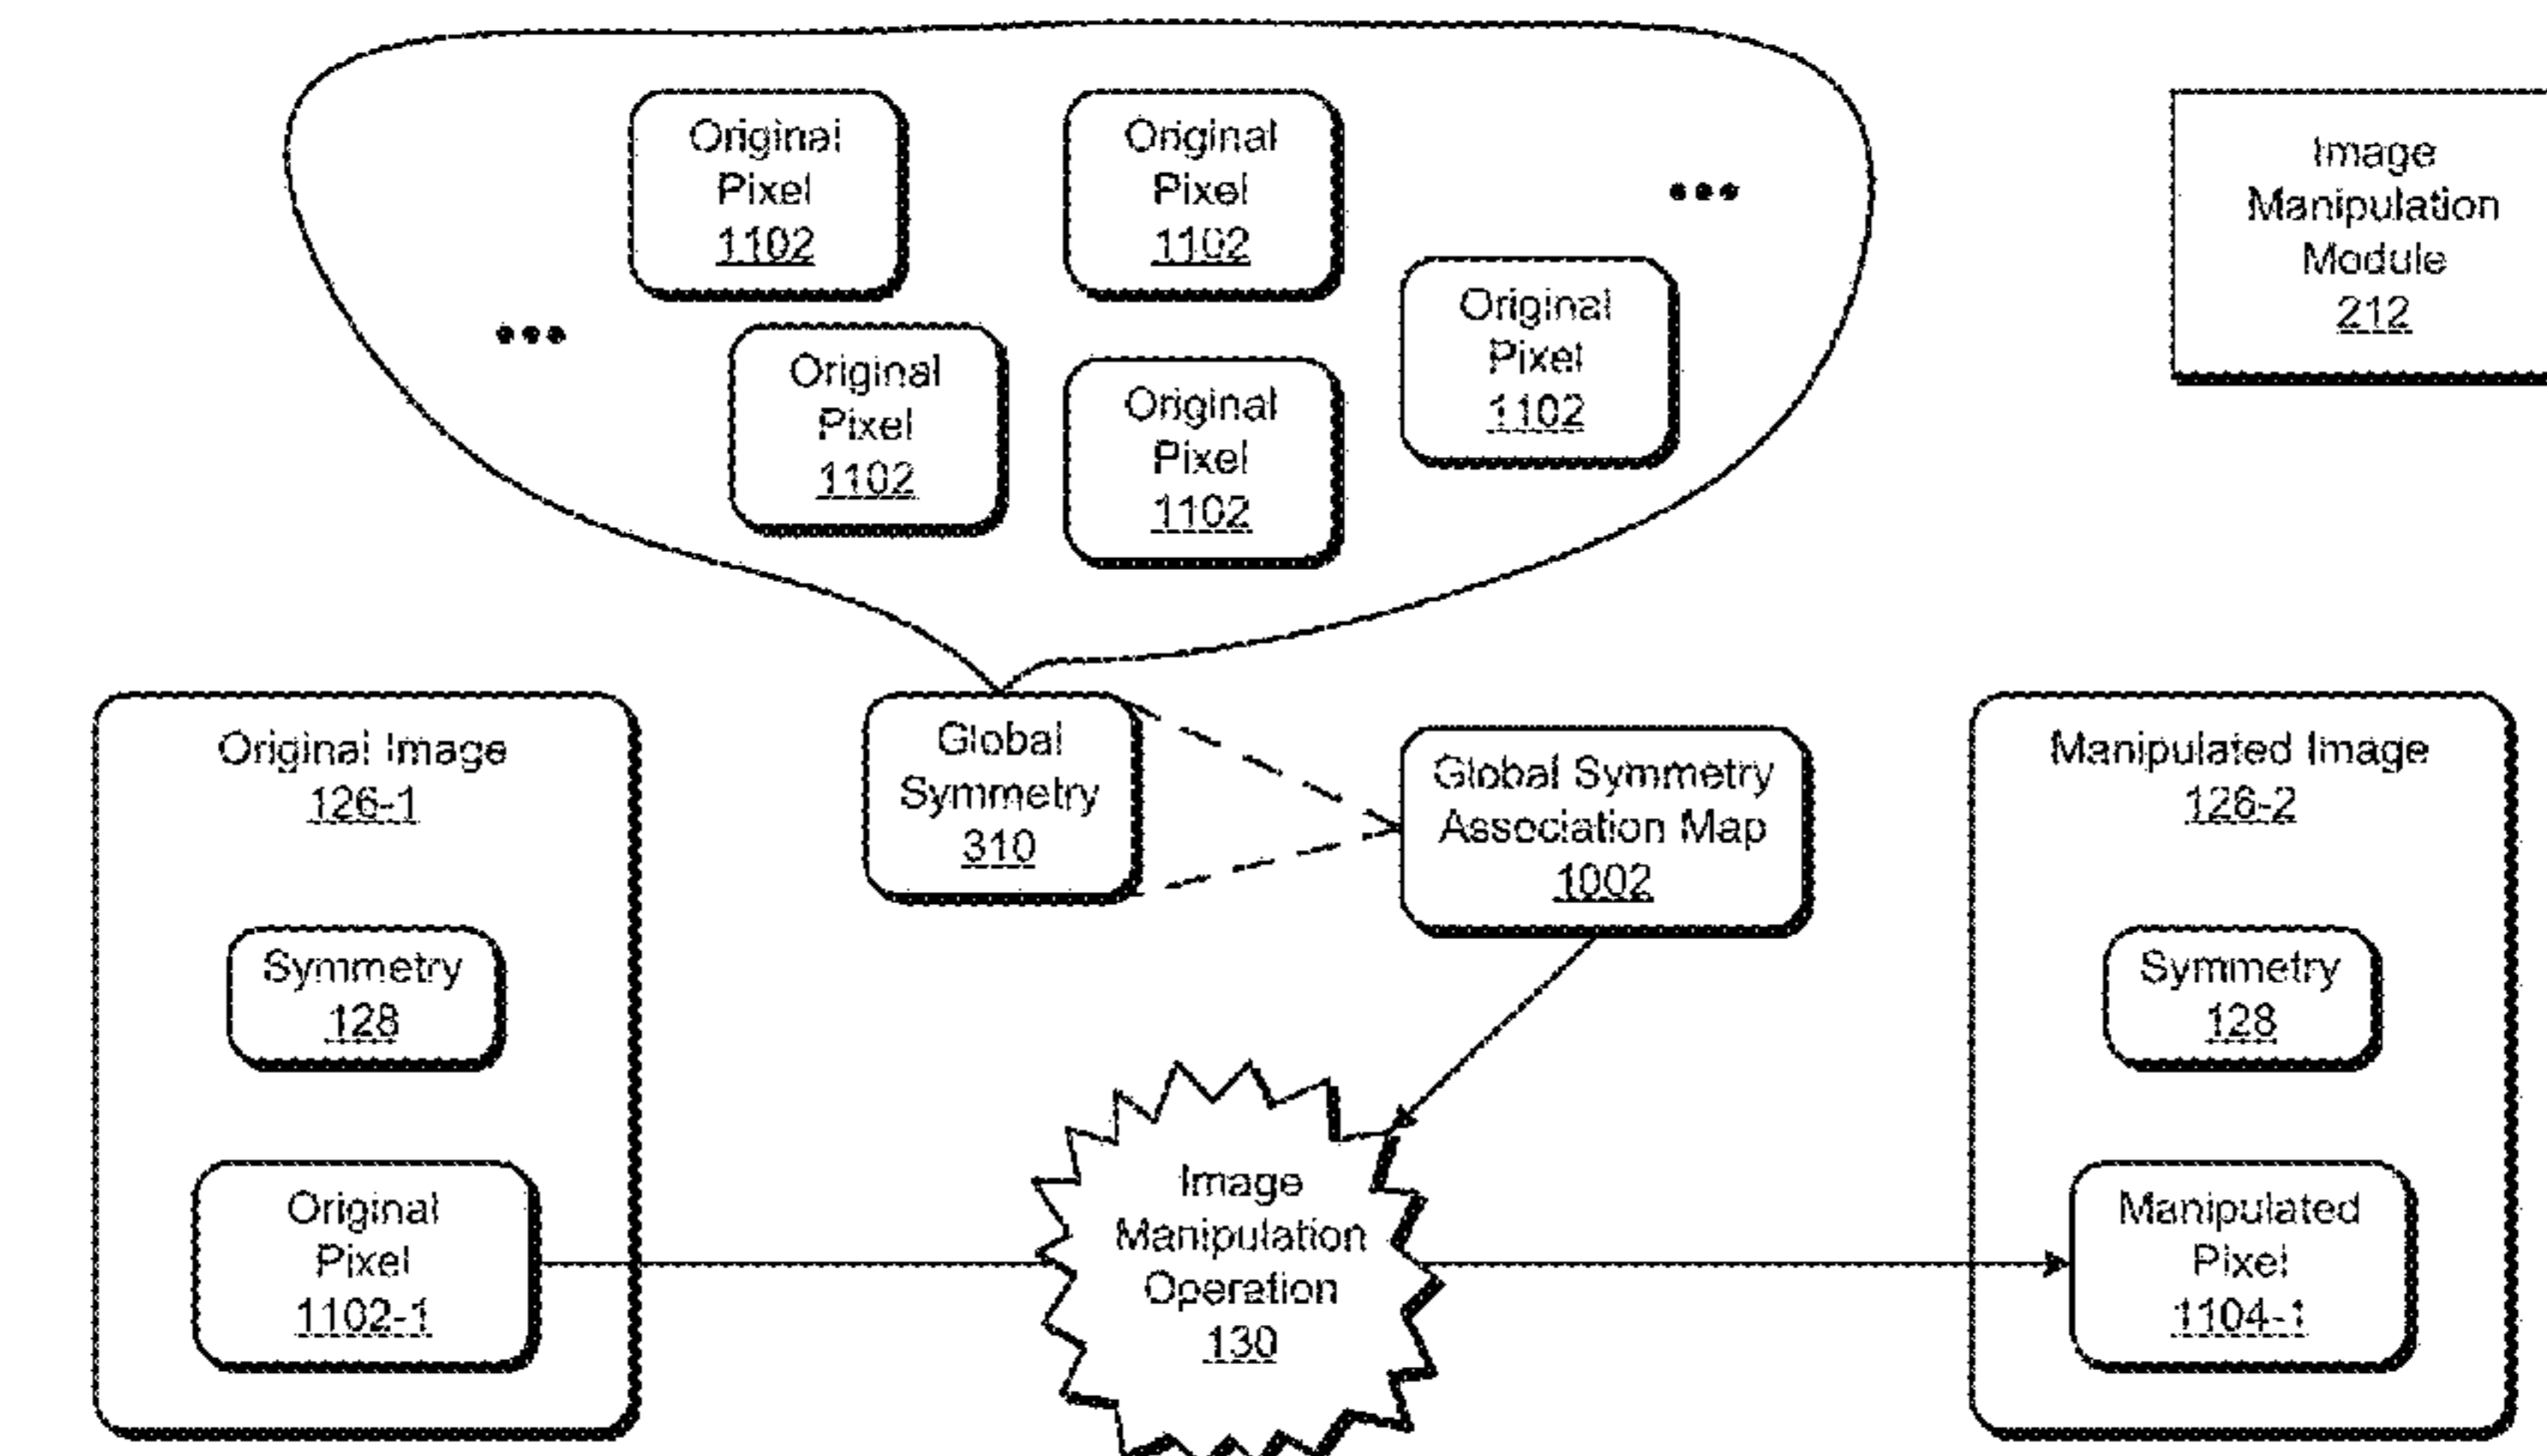 Original
Pixel
1102
Original
Pixel
1102
Image
Manipulation
Module
212
Original
Pixel
1102
•••
•••
Original
Pixel
1102
Original
Pixel
1102
Original Image
126-1
Global
Symmetry
310
Global Symmetry
Association Map
1002
Manipulated Image
126-2
Symmetry
128
Symmetry
128
Original
Pixel
1102-1
Image
Manipulation
Operation
130
Manipulated
Pixel
1104-1